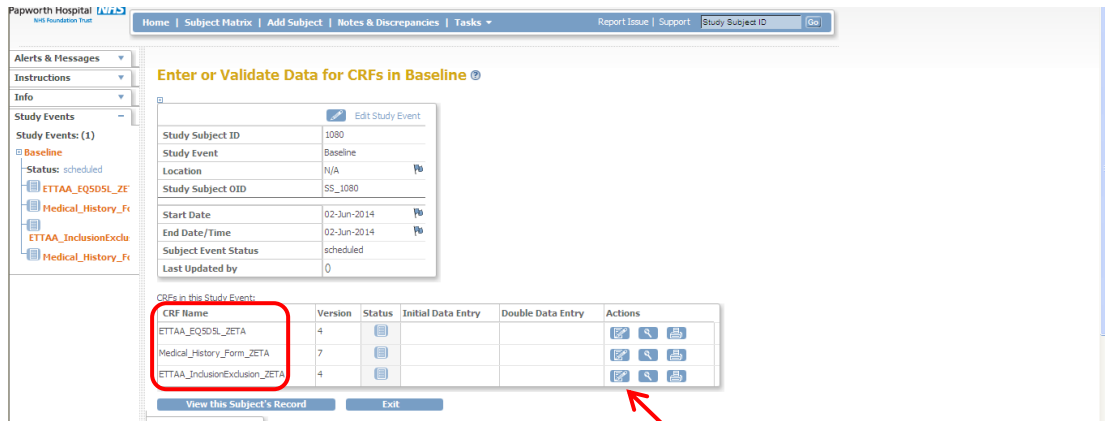 Papworth Hospital NHS
NHS Foundation Trust
Home | Subject Matrix | Add Subject | Notes & Discrepancies | Tasks
Report Issue | Support Study Subject ID Go
Alerts & Messages
Instructions
Info
Study Events
Study Events: (1)
Baseline
Status: scheduled
ETTAA_EQ5D5L_ZE
Medical_History_Fo
ETTAA_InclusionExclu
Medical_History_Fo
Enter or Validate Data for CRFs in Baseline
Edit Study Event
Study Subject ID 1080
Study Event Baseline
Location N/A
Study Subject OID SS_1080
Start Date 02-Jun-2014
End Date/Time 02-Jun-2014
Subject Event Status scheduled
Last Updated by ()
CRFs in this Study Event:
CRF Name Version Status Initial Data Entry Double Data Entry Actions
ETTAA_EQ5D5L_ZETA 4
Medical_History_Form_ZETA 7
ETTAA_InclusionExclusion_ZETA 4
View this Subject's Record Exit